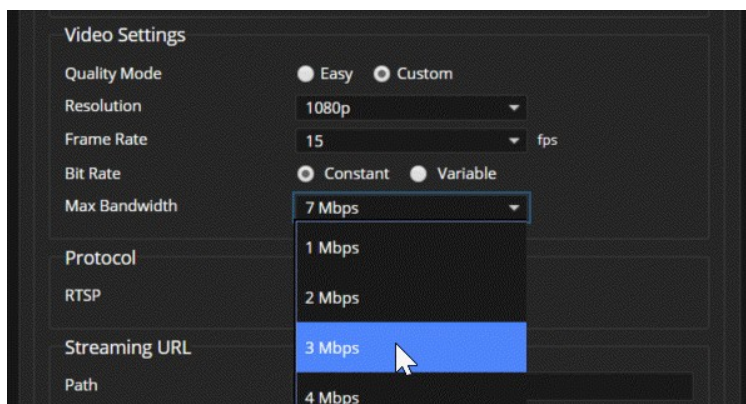 Video Settings
Quality Mode Easy Custom
Resolution 1080p
Frame Rate 15 fps
Bit Rate Constant Variable
Max Bandwidth 7 Mbps
1 Mbps
Protocol
RTSP 2 Mbps
Streaming URL 3 Mbps
Path 4 Mbps